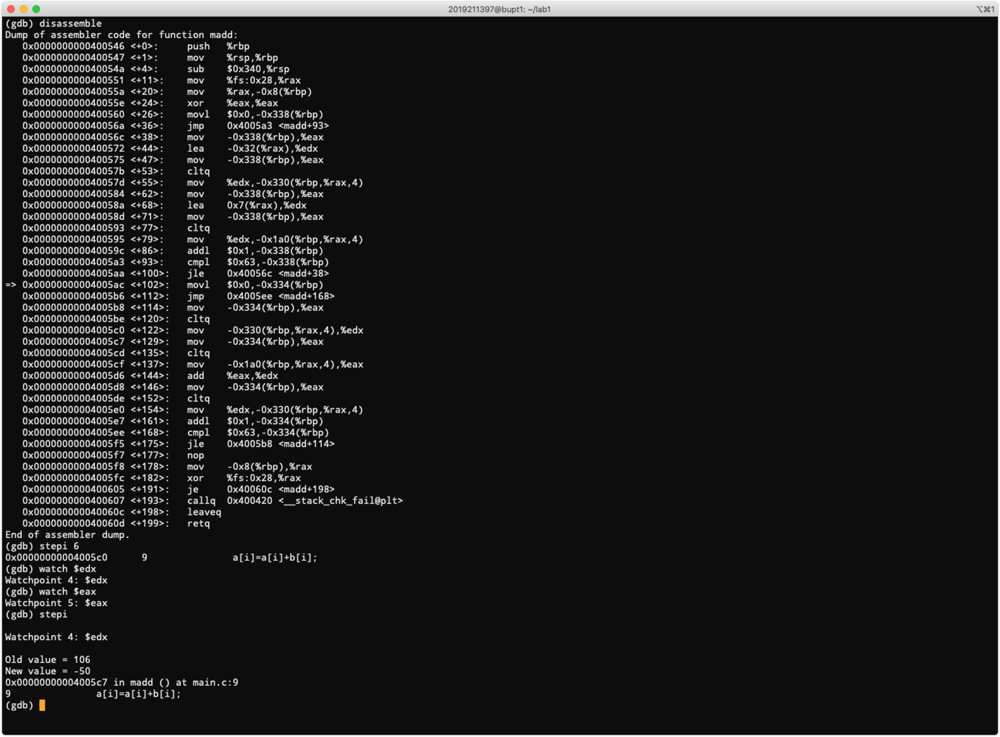 2019211397@bupt1: ~/lab1
⌥⌘1
(gdb) disassemble
Dump of assembler code for function madd:
   0x0000000000400546 <+0>:     push   %rbp
   0x0000000000400547 <+1>:     mov    %rsp,%rbp
   0x000000000040054a <+4>:     sub    $0x340,%rsp
   0x0000000000400551 <+11>:    mov    %fs:0x28,%rax
   0x000000000040055a <+20>:    mov    %rax,-0x8(%rbp)
   0x000000000040055e <+24>:    xor    %eax,%eax
   0x0000000000400560 <+26>:    movl   $0x0,-0x338(%rbp)
   0x000000000040056a <+36>:    jmp    0x4005a3 <madd+93>
   0x000000000040056c <+38>:    mov    -0x338(%rbp),%eax
   0x0000000000400572 <+44>:    lea    -0x32(%rax),%edx
   0x0000000000400575 <+47>:    mov    -0x338(%rbp),%eax
   0x000000000040057b <+53>:    cltq
   0x000000000040057d <+55>:    mov    %edx,-0x330(%rbp,%rax,4)
   0x0000000000400584 <+62>:    mov    -0x338(%rbp),%eax
   0x000000000040058a <+68>:    lea    0x7(%rax),%edx
   0x000000000040058d <+71>:    mov    -0x338(%rbp),%eax
   0x0000000000400593 <+77>:    cltq
   0x0000000000400595 <+79>:    mov    %edx,-0x1a0(%rbp,%rax,4)
   0x000000000040059c <+86>:    addl   $0x1,-0x338(%rbp)
   0x00000000004005a3 <+93>:    cmpl   $0x63,-0x338(%rbp)
   0x00000000004005aa <+100>:   jle    0x40056c <madd+38>
=> 0x00000000004005ac <+102>:   movl   $0x0,-0x334(%rbp)
   0x00000000004005b6 <+112>:   jmp    0x4005ee <madd+168>
   0x00000000004005b8 <+114>:   mov    -0x334(%rbp),%eax
   0x00000000004005be <+120>:   cltq
   0x00000000004005c0 <+122>:   mov    -0x330(%rbp,%rax,4),%edx
   0x00000000004005c7 <+129>:   mov    -0x334(%rbp),%eax
   0x00000000004005cd <+135>:   cltq
   0x00000000004005cf <+137>:   mov    -0x1a0(%rbp,%rax,4),%eax
   0x00000000004005d6 <+144>:   add    %eax,%edx
   0x00000000004005d8 <+146>:   mov    -0x334(%rbp),%eax
   0x00000000004005de <+152>:   cltq
   0x00000000004005e0 <+154>:   mov    %edx,-0x330(%rbp,%rax,4)
   0x00000000004005e7 <+161>:   addl   $0x1,-0x334(%rbp)
   0x00000000004005ee <+168>:   cmpl   $0x63,-0x334(%rbp)
   0x00000000004005f5 <+175>:   jle    0x4005b8 <madd+114>
   0x00000000004005f7 <+177>:   nop
   0x00000000004005f8 <+178>:   mov    -0x8(%rbp),%rax
   0x00000000004005fc <+182>:   xor    %fs:0x28,%rax
   0x0000000000400605 <+191>:   je     0x40060c <madd+198>
   0x0000000000400607 <+193>:   callq  0x400420 <__stack_chk_fail@plt>
   0x000000000040060c <+198>:   leaveq
   0x000000000040060d <+199>:   retq
End of assembler dump.
(gdb) stepi 6
0x00000000004005c0      9               a[i]=a[i]+b[i];
(gdb) watch $edx
Watchpoint 4: $edx
(gdb) watch $eax
Watchpoint 5: $eax
(gdb) stepi
Watchpoint 4: $edx
Old value = 106
New value = -50
0x00000000004005c7 in madd () at main.c:9
9               a[i]=a[i]+b[i];
(gdb)